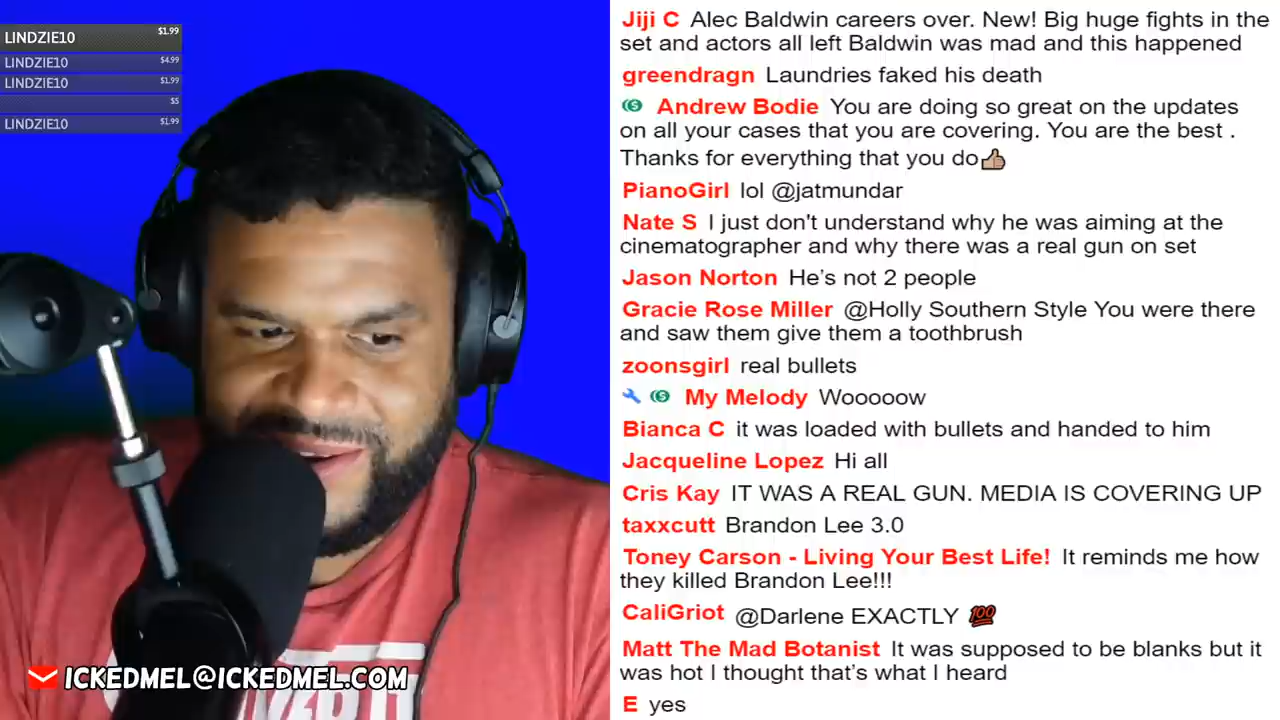 LINDZIE10 $1.99
LINDZIE10 $4.99
LINDZIE10 $1.99
$5
LINDZIE10 $1.99
ICKEDMEL@ICKEDMEL.COM
Jiji C Alec Baldwin careers over. New! Big huge fights in the
set and actors all left Baldwin was mad and this happened
greendragn Laundries faked his death
Andrew Bodie You are doing so great on the updates
on all your cases that you are covering. You are the best .
Thanks for everything that you do👍🏽
PianoGirl lol @jatmundar
Nate S I just don't understand why he was aiming at the
cinematographer and why there was a real gun on set
Jason Norton He’s not 2 people
Gracie Rose Miller @Holly Southern Style You were there
and saw them give them a toothbrush
zoonsgirl real bullets
My Melody Wooooow
Bianca C it was loaded with bullets and handed to him
Jacqueline Lopez Hi all
Cris Kay IT WAS A REAL GUN. MEDIA IS COVERING UP
taxxcutt Brandon Lee 3.0
Toney Carson - Living Your Best Life! It reminds me how
they killed Brandon Lee!!!
CaliGriot @Darlene EXACTLY 💯
Matt The Mad Botanist It was supposed to be blanks but it
was hot I thought that’s what I heard
E yes